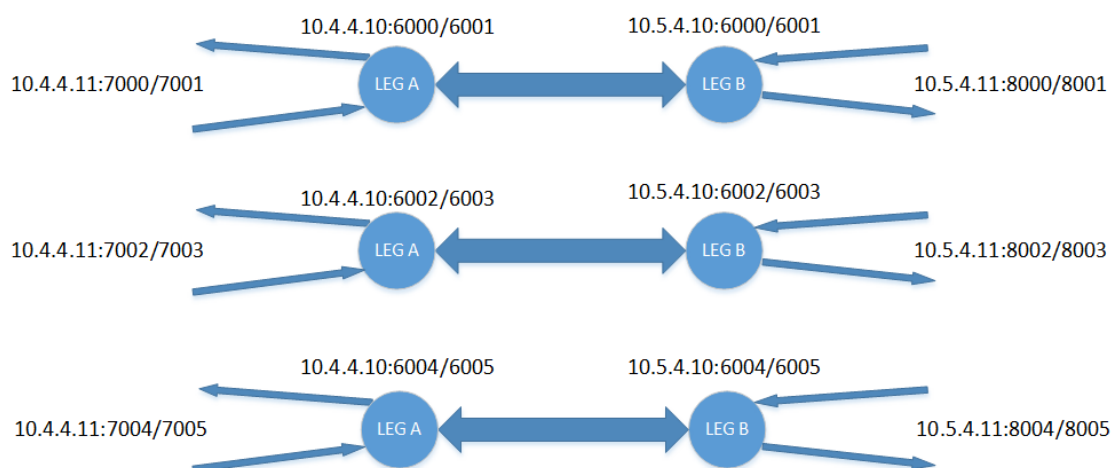 10.4.4.10:6000/6001
10.5.4.10:6000/6001
10.4.4.11:7000/7001
LEG A
LEG B
10.5.4.11:8000/8001
10.4.4.10:6002/6003
10.5.4.10:6002/6003
10.4.4.11:7002/7003
LEG A
LEG B
10.5.4.11:8002/8003
10.4.4.10:6004/6005
10.5.4.10:6004/6005
10.4.4.11:7004/7005
LEG A
LEG B
10.5.4.11:8004/8005